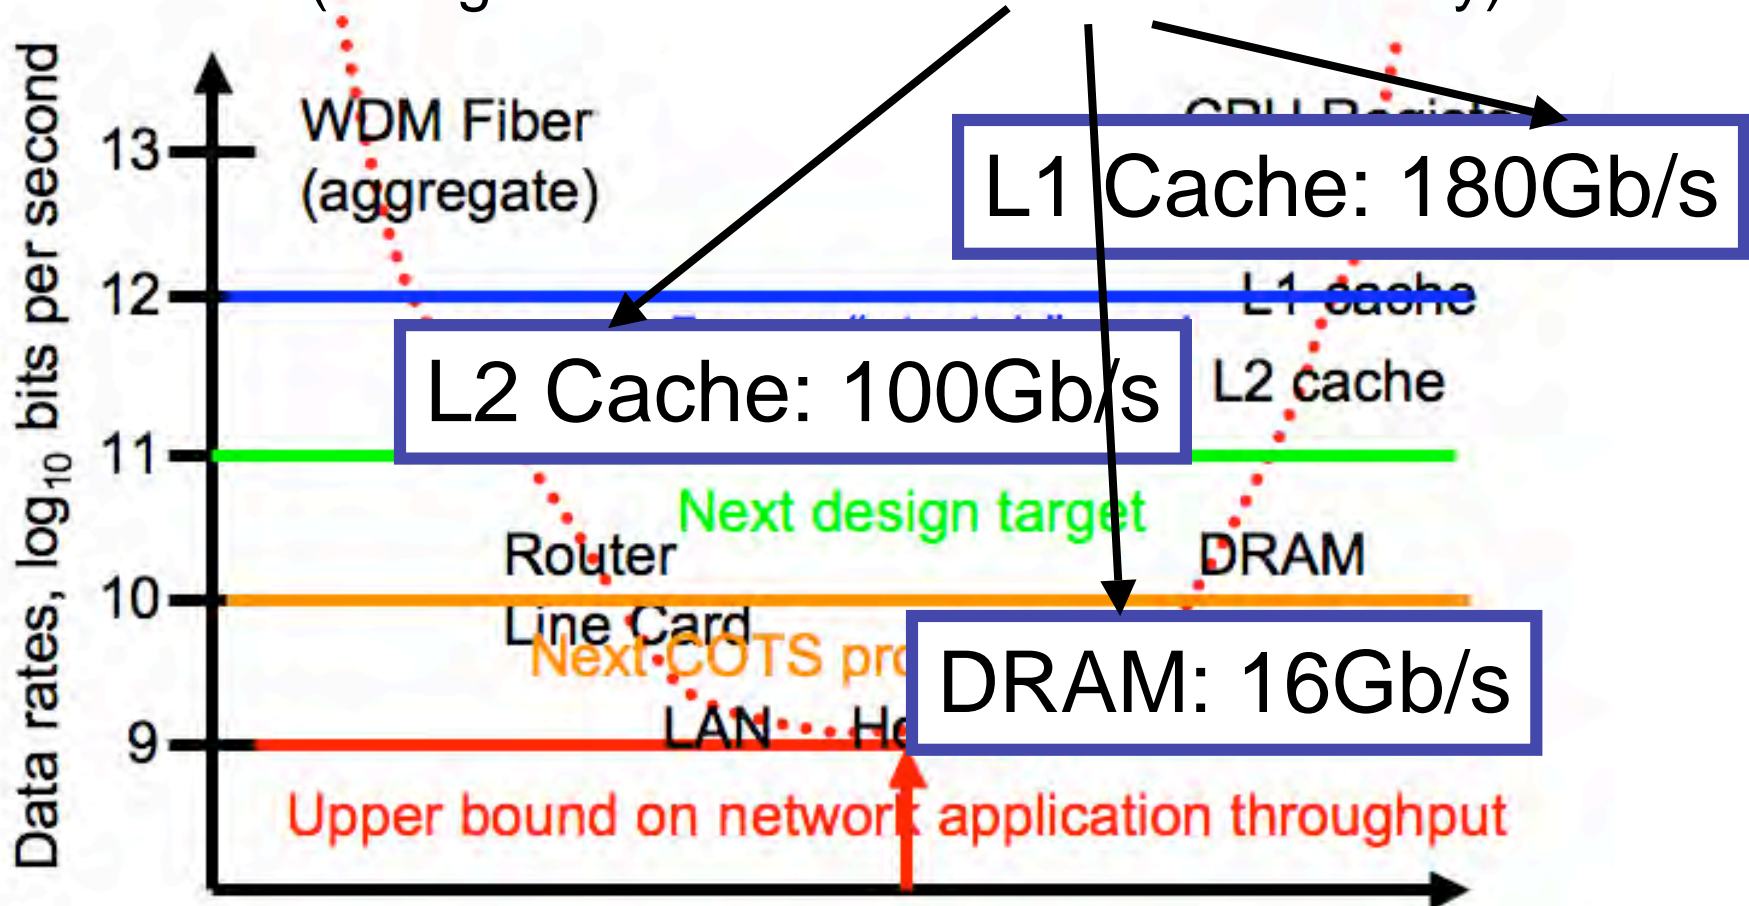 Data rates, log10 bits per second
13
12
11
10
9
WDM Fiber
(aggregate)
L1 Cache: 180Gb/s
L1 cache
L2 Cache: 100Gb/s
L2 cache
Next design target
Router
Line Card
DRAM
Next COTS
DRAM: 16Gb/s
LAN
Upper bound on network application throughput